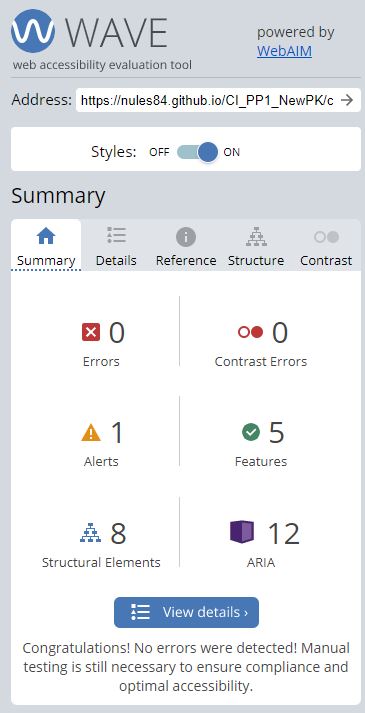 WAVE
powered by
WebAIM
web accessibility evaluation tool
Address: https://nules84.github.io/CI_PP1_NewPK/c
Styles: OFF ON
Summary
Summary Details Reference Structure Contrast
0 0
Errors Contrast Errors
1 5
Alerts Features
8 12
Structural Elements ARIA
View details ›
Congratulations! No errors were detected! Manual
testing is still necessary to ensure compliance and
optimal accessibility.